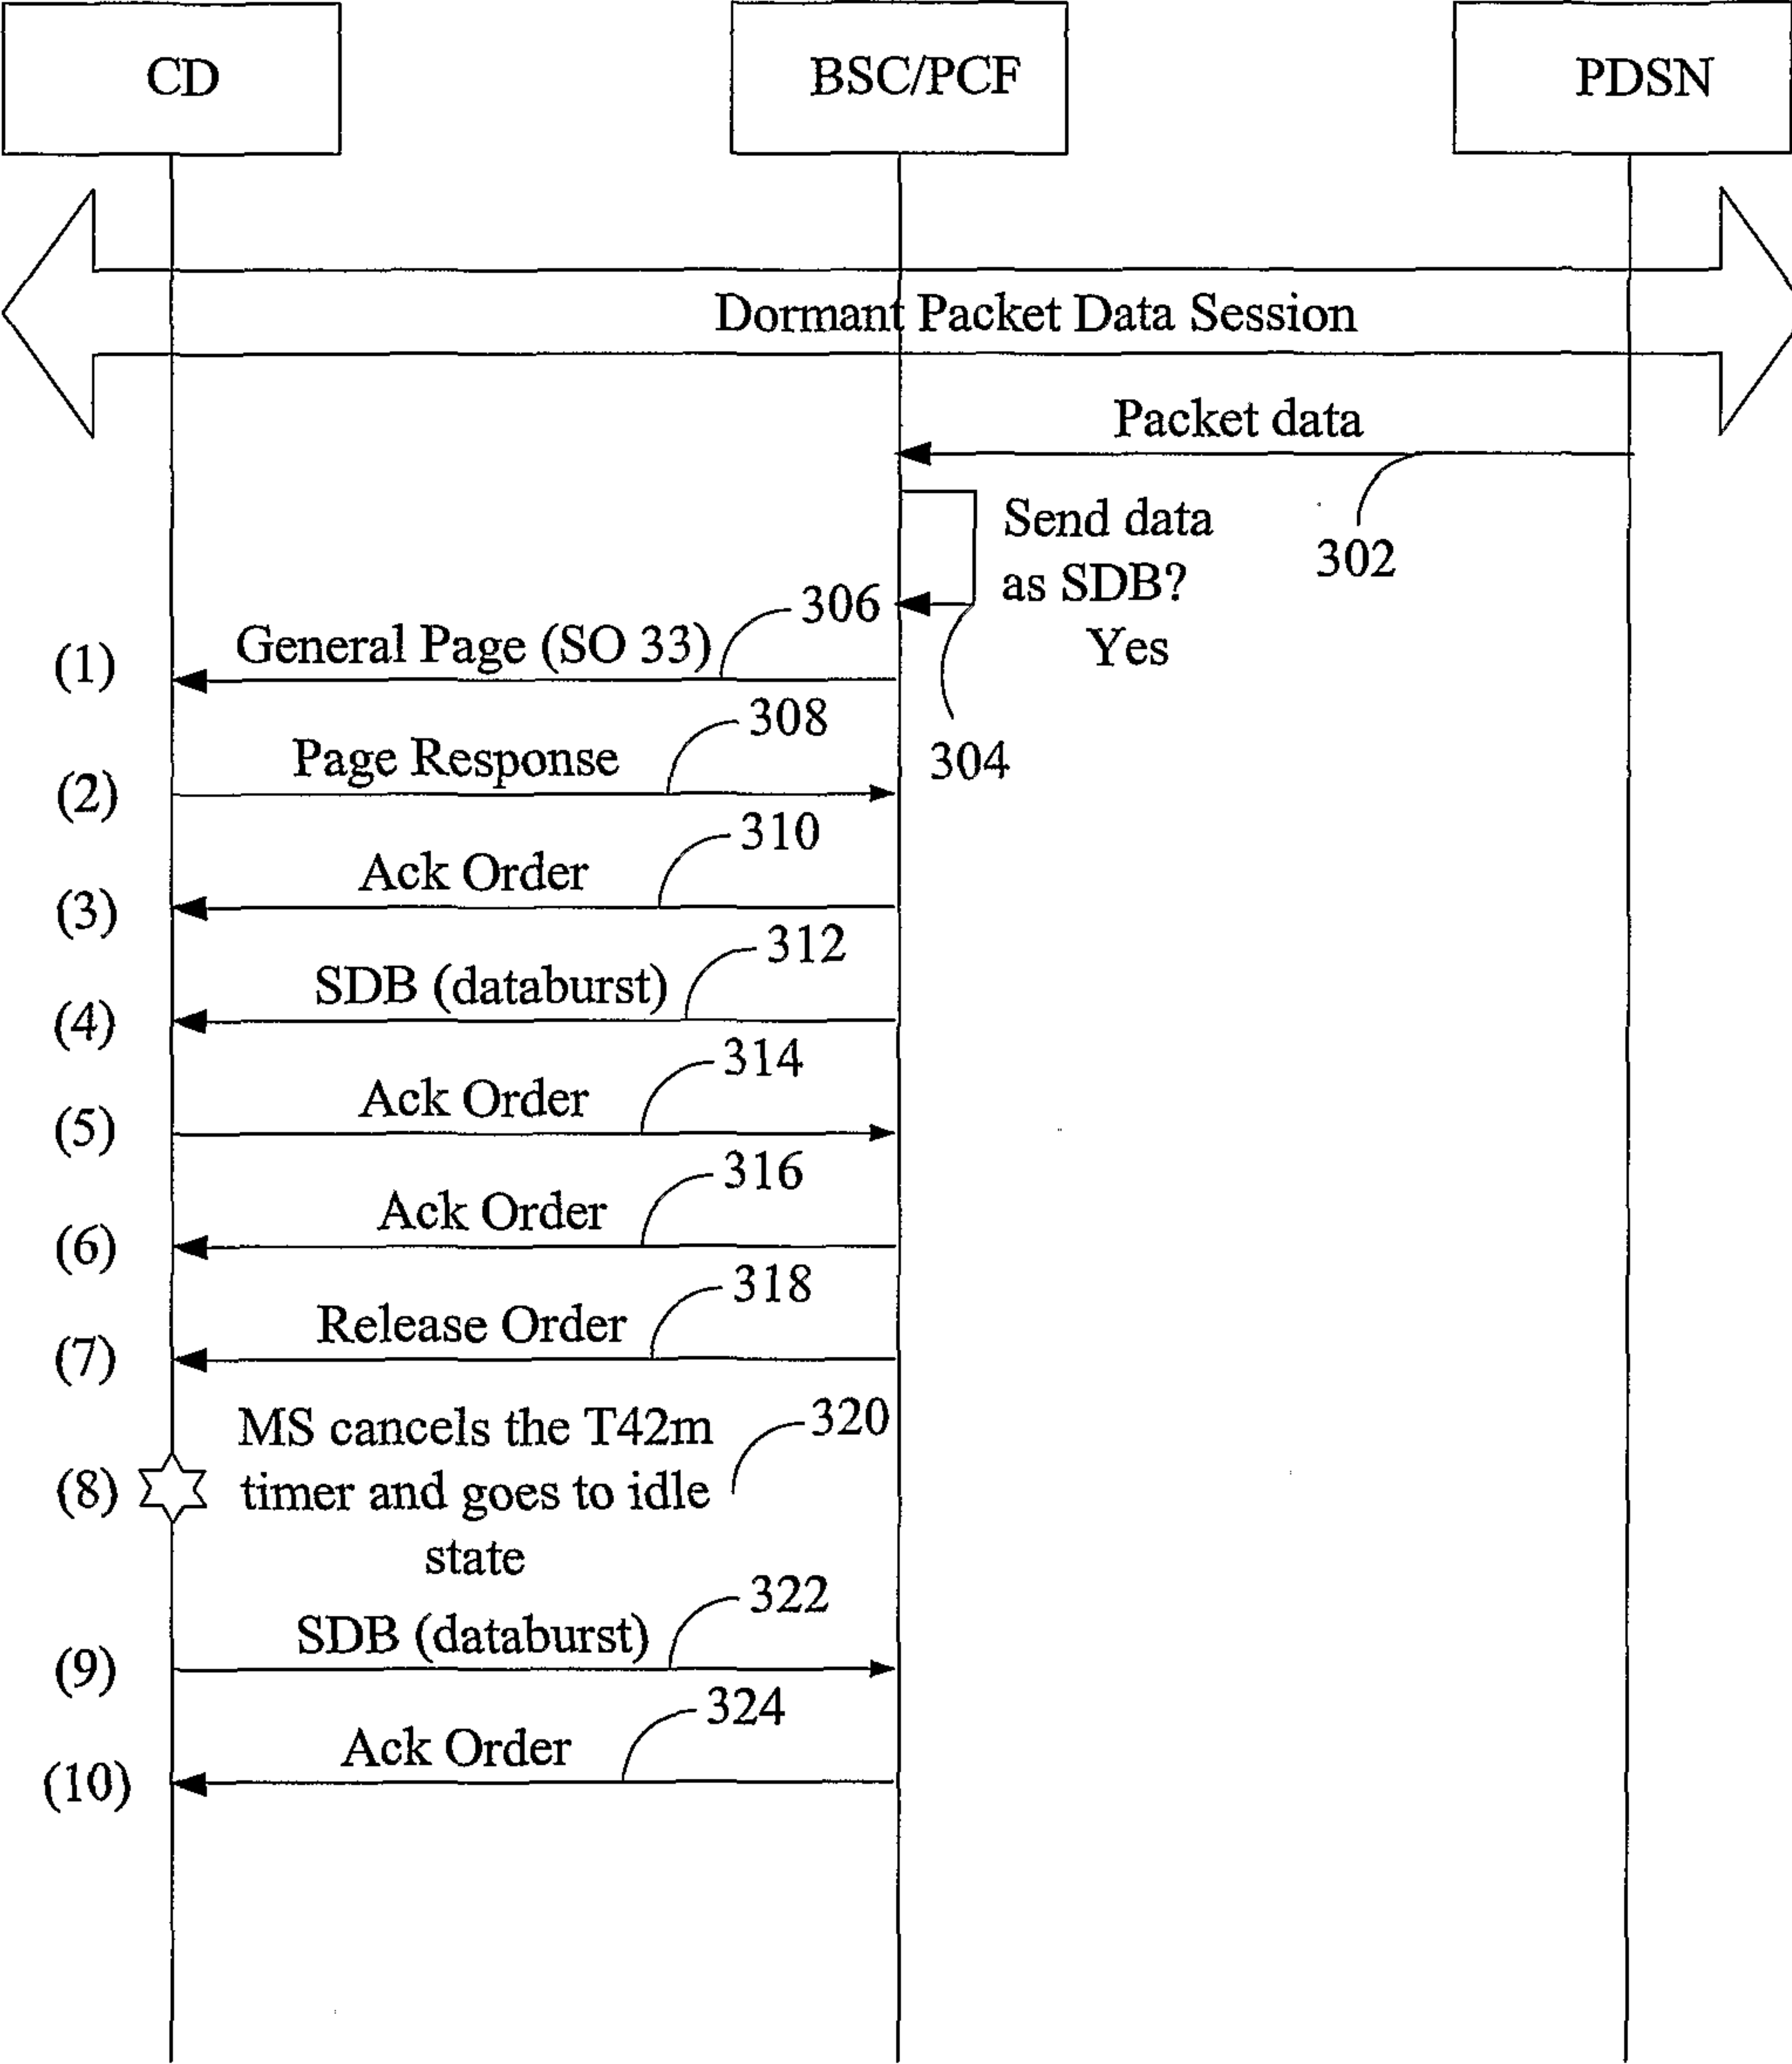 CD
BSC/PCF
PDSN
Dormant Packet Data Session
Packet data
302
Send data
as SDB?
Yes
304
306
(1)
General Page (SO 33)
308
(2)
Page Response
310
(3)
Ack Order
312
(4)
SDB (databurst)
314
(5)
Ack Order
316
(6)
Ack Order
318
(7)
Release Order
320
(8)
MS cancels the T42m
timer and goes to idle
state
322
(9)
SDB (databurst)
324
(10)
Ack Order